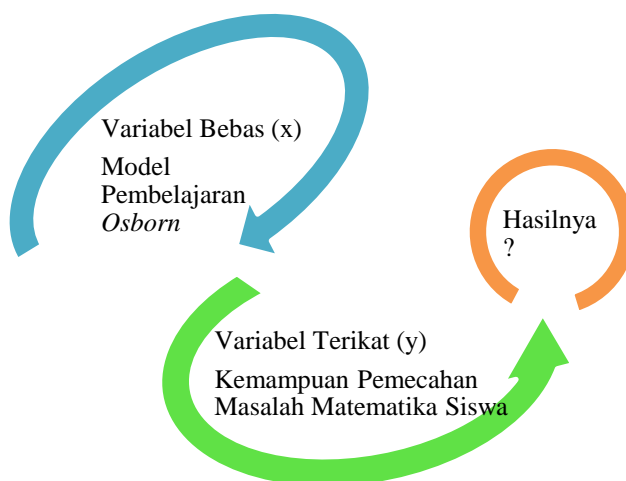 Variabel Bebas (x)
Model
Pembelajaran
Osborn
Hasilnya
?
Variabel Terikat (y)
Kemampuan Pemecahan
Masalah Matematika Siswa